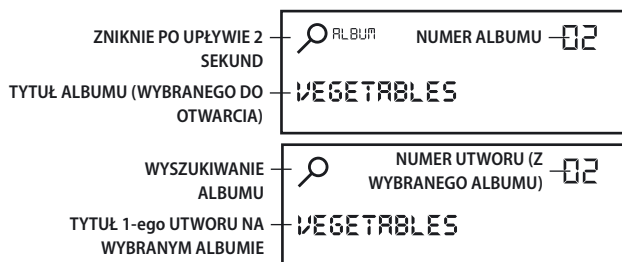 ZNIKNIE PO UPŁYWIE 2
SEKUND
ALBUM
NUMER ALBUMU
02
TYTUŁ ALBUMU (WYBRANEGO DO
OTWARCIA)
VEGETABLES
WYSZUKIWANIE
ALBUMU
NUMER UTWORU (Z
WYBRANEGO ALBUMU)
02
TYTUŁ 1-ego UTWORU NA
WYBRANYM ALBUMIE
VEGETABLES